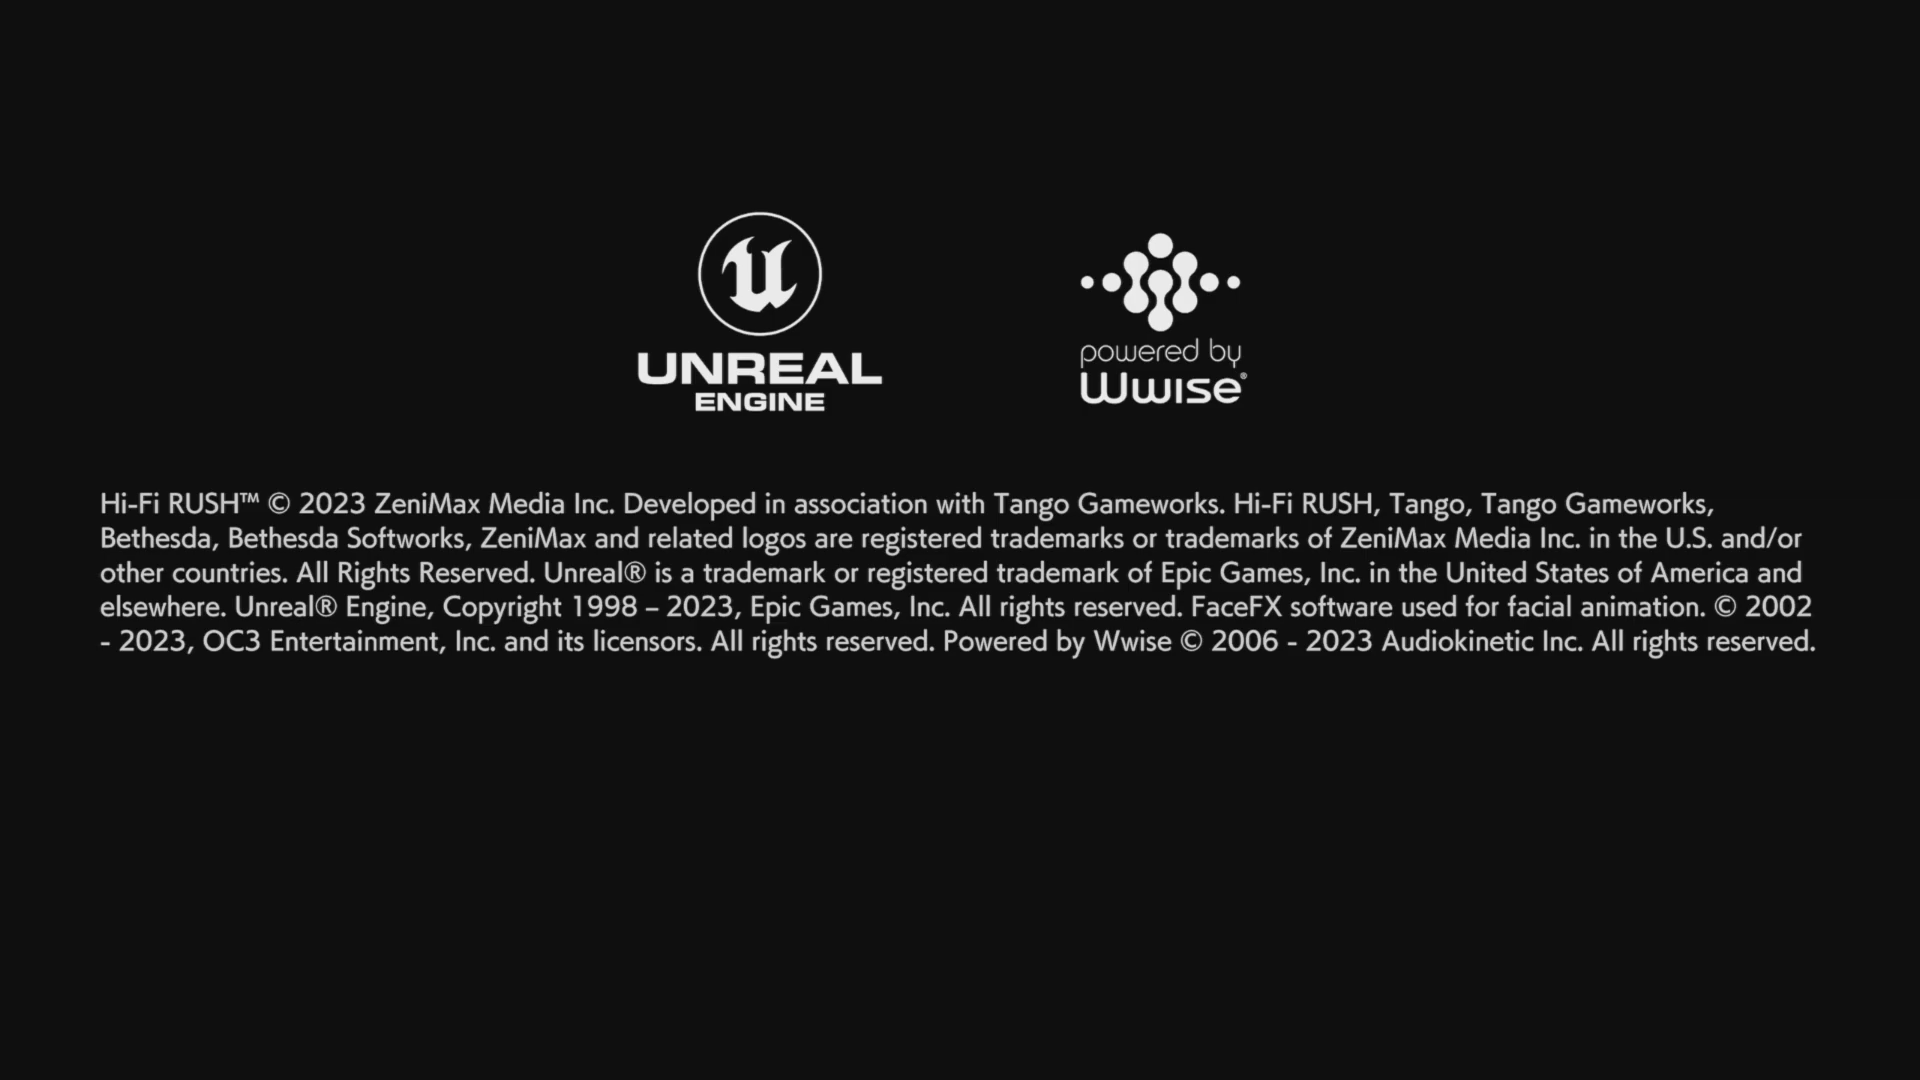 UNREAL
ENGINE
powered by
Wwise®
Hi-Fi RUSH™ © 2023 ZeniMax Media Inc. Developed in association with Tango Gameworks. Hi-Fi RUSH, Tango, Tango Gameworks,
Bethesda, Bethesda Softworks, ZeniMax and related logos are registered trademarks or trademarks of ZeniMax Media Inc. in the U.S. and/or
other countries. All Rights Reserved. Unreal® is a trademark or registered trademark of Epic Games, Inc. in the United States of America and
elsewhere. Unreal® Engine, Copyright 1998 – 2023, Epic Games, Inc. All rights reserved. FaceFX software used for facial animation. © 2002
- 2023, OC3 Entertainment, Inc. and its licensors. All rights reserved. Powered by Wwise © 2006 - 2023 Audiokinetic Inc. All rights reserved.